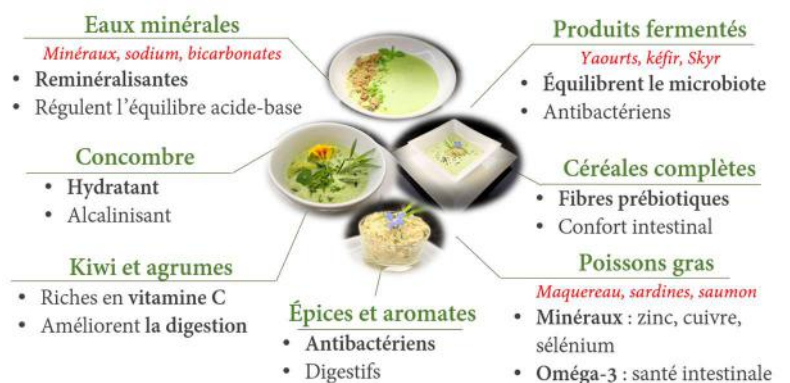 Eaux minérales
Minéraux, sodium, bicarbonates
• Reminéralisantes
• Régulent l’équilibre acide-base
Concombre
• Hydratant
• Alcalinisant
Kiwi et agrumes
• Riches en vitamine C
• Améliorent la digestion
Épices et aromates
• Antibactériens
• Digestifs
Produits fermentés
Yaourts, kéfir, Skyr
• Équilibrent le microbiote
• Antibactériens
Céréales complètes
• Fibres prébiotiques
• Confort intestinal
Poissons gras
Maquereau, sardines, saumon
• Minéraux : zinc, cuivre,
sélénium
• Oméga-3 : santé intestinale